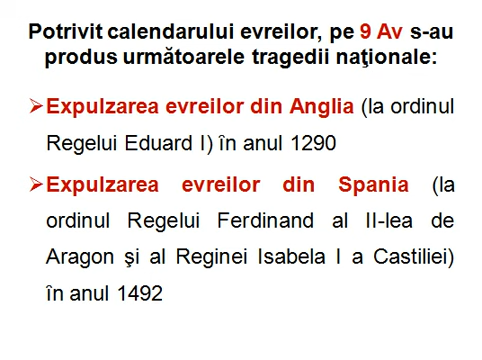 Potrivit calendarului evreilor, pe 9 Av s-au
produs următoarele tragedii naţionale:
➢Expulzarea evreilor din Anglia (la ordinul
Regelui Eduard I) în anul 1290
➢Expulzarea evreilor din Spania (la
ordinul Regelui Ferdinand al II-lea de
Aragon şi al Reginei Isabela I a Castiliei)
în anul 1492